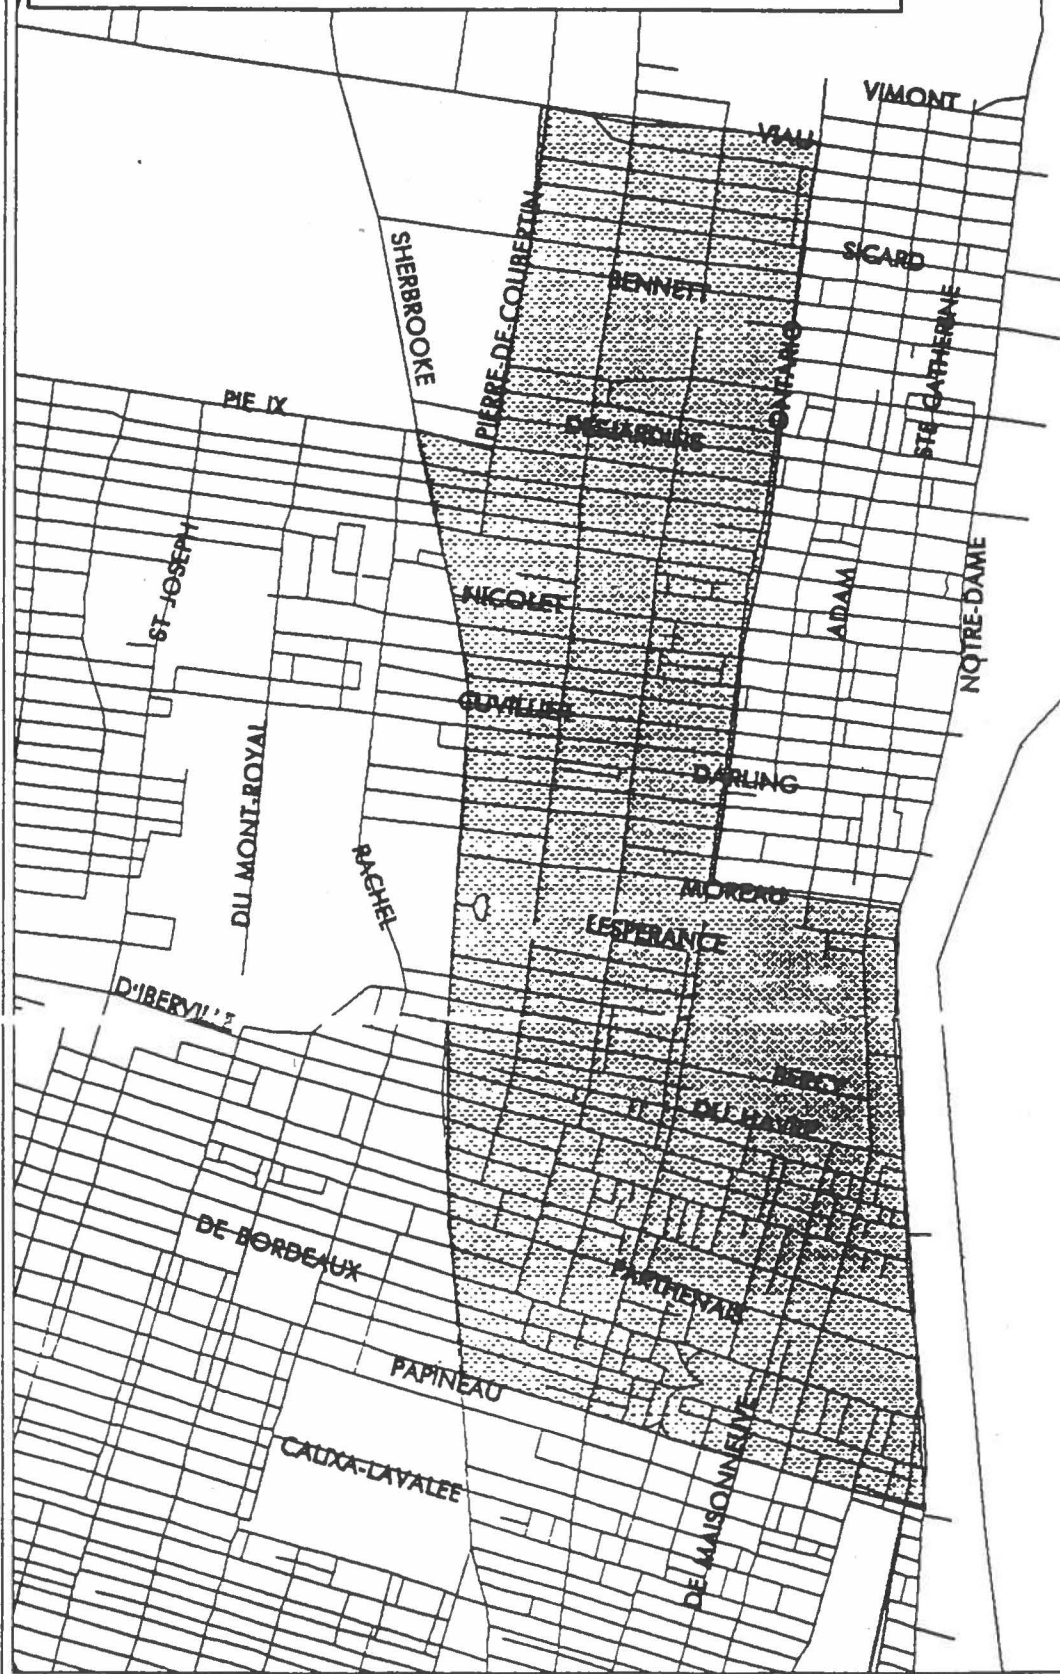 VIMONT
VIAU
SICARD
PIERRE-DE-COUBERTIN
SHERBROOKE
BENNETT
STE CATHERINE
ONTARIO
PIE IX
DESJARDINS
ST JOSEPH
NICOLET
ADAM
NOTRE-DAME
CUVILLIER
DU MONT-ROYAL
DARLING
RACHEL
MOREAU
LESPERANCE
D'IBERVILLE
BERCY
DU HAVRE
DE BORDEAUX
PARTHENAIS
PAPINEAU
DE MAISONNEUVE
CALIXA-LAVALEE